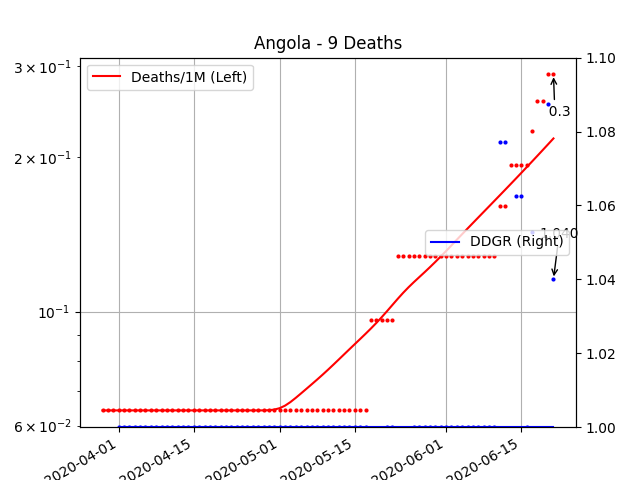 Angola - 9 Deaths
3 × 10⁻¹
2 × 10⁻¹
10⁻¹
6 × 10⁻²
Deaths/1M (Left)
DDGR (Right)
0.3
1.040
1.10
1.08
1.06
1.04
1.02
1.00
2020-04-01
2020-04-15
2020-05-01
2020-05-15
2020-06-01
2020-06-15